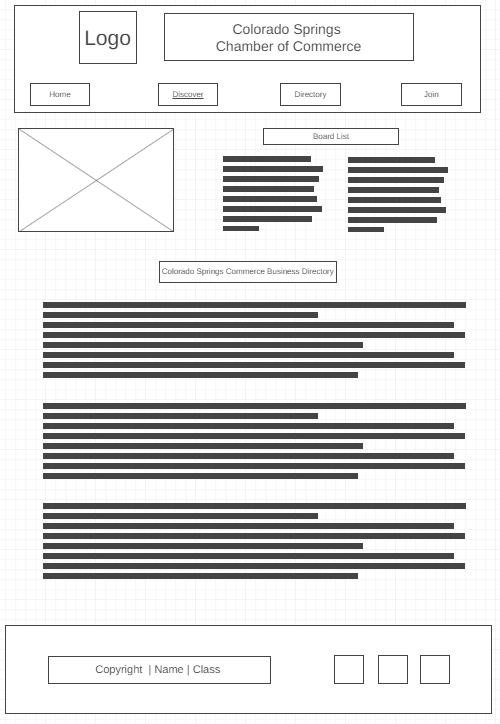 Logo
Colorado Springs
Chamber of Commerce
Home
Discover
Directory
Join
Board List
Colorado Springs Commerce Business Directory
Copyright  | Name | Class